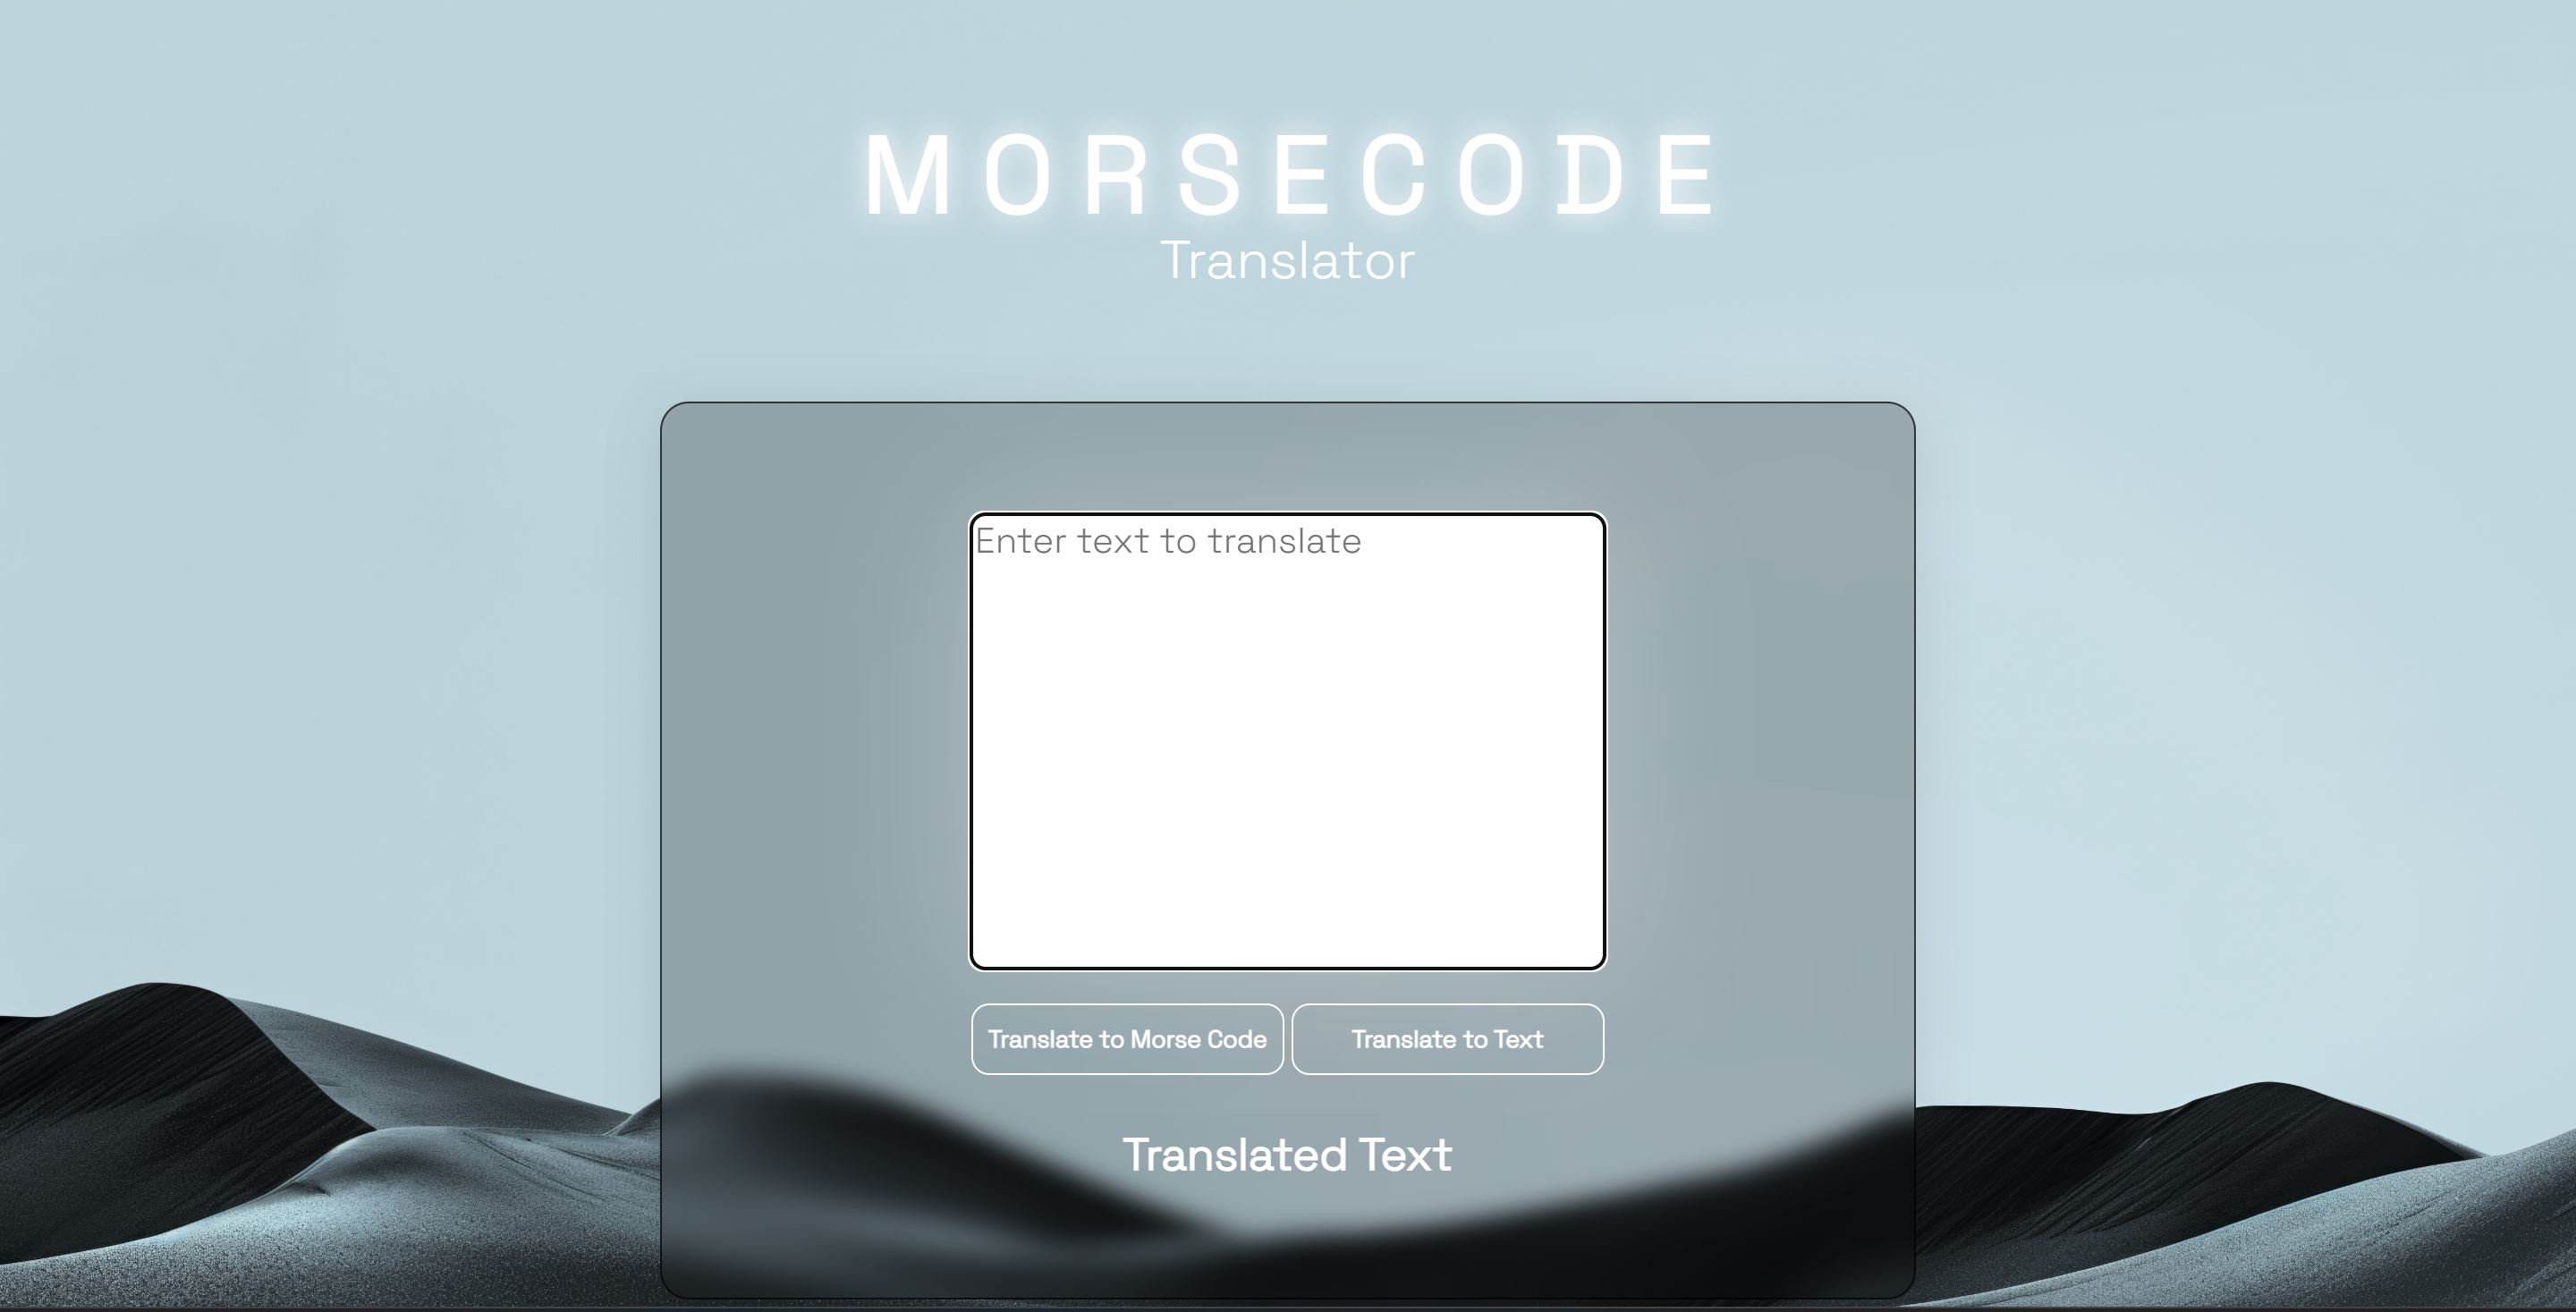 MORSECODE
Translator
Enter text to translate
Translate to Morse Code
Translate to Text
Translated Text